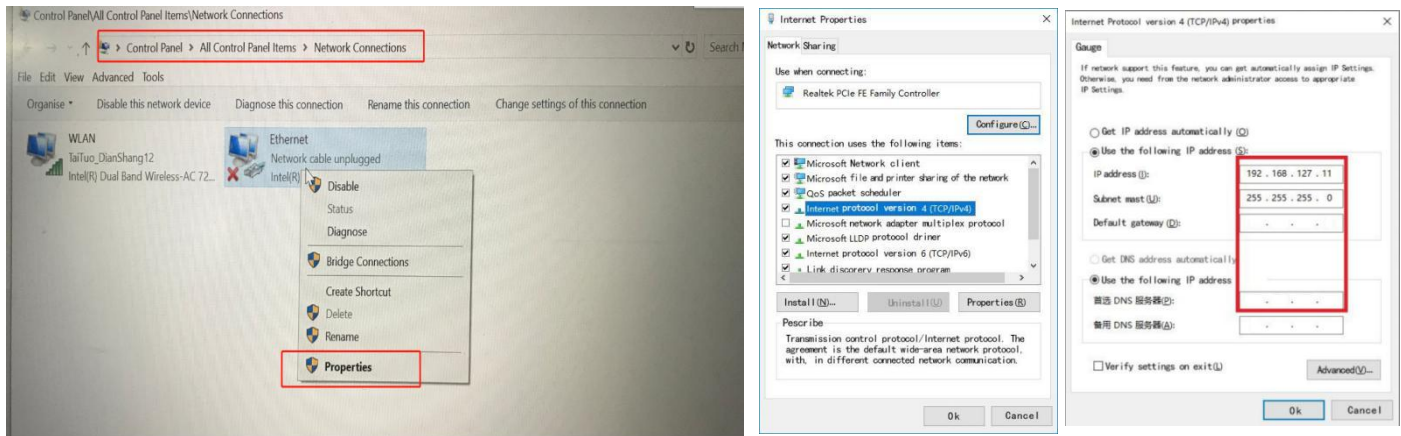 Control Panel\All Control Panel Items\Network Connections
Control Panel > All Control Panel Items > Network Connections
Search
File Edit View Advanced Tools
Organise Disable this network device Diagnose this connection Rename this connection Change settings of this connection
WLAN
TaiTuo_DianShang12
Intel(R) Dual Band Wireless-AC 72...
Ethernet
Network cable unplugged
Intel(R)
Disable
Status
Diagnose
Bridge Connections
Create Shortcut
Delete
Rename
Properties
Internet Properties
Network Sharing
Use when connecting:
Realtek PCIe FE Family Controller
Configure(C)...
This connection uses the following items:
Microsoft Network client
Microsoft file and printer sharing of the network
QoS packet scheduler
Internet protocol version 4 (TCP/IPv4)
Microsoft network adapter multiplex protocol
Microsoft LLDP protocol driner
Internet protocol version 6 (TCP/IPv6)
Link discorery response program
Install(N)... Uninstall(U) Properties(R)
Pescribe
Transmission control protocol/Internet protocol. The
agreement is the default wide-area network protocol,
with, in different connected network communication.
Ok Cancel
Internet Protocol version 4 (TCP/IPv4) properties
Gauge
If network support this feature, you can get automatically assign IP Settings.
Otherwise, you need from the network administrator access to appropriate
IP Settings.
Get IP address automatically (O)
Use the following IP address (S):
IP address (I): 192 . 168 . 127 . 11
Subnet mast (U): 255 . 255 . 255 . 0
Default gateway (D): . . .
Get DNS address automatically
Use the following IP address
首选 DNS 服务器(P): . . .
备用 DNS 服务器(A): . . .
Verify settings on exit(L)
Advanced(V)...
Ok Cancel